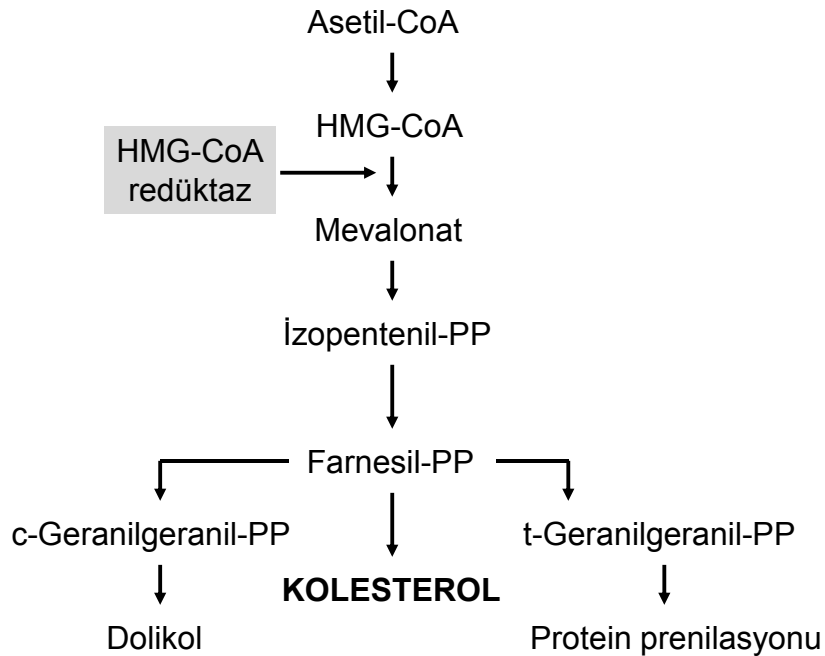 Asetil-CoA
HMG-CoA
HMG-CoA
redüktaz
Mevalonat
İzopentenil-PP
Farnesil-PP
c-Geranilgeranil-PP
t-Geranilgeranil-PP
KOLESTEROL
Dolikol
Protein prenilasyonu